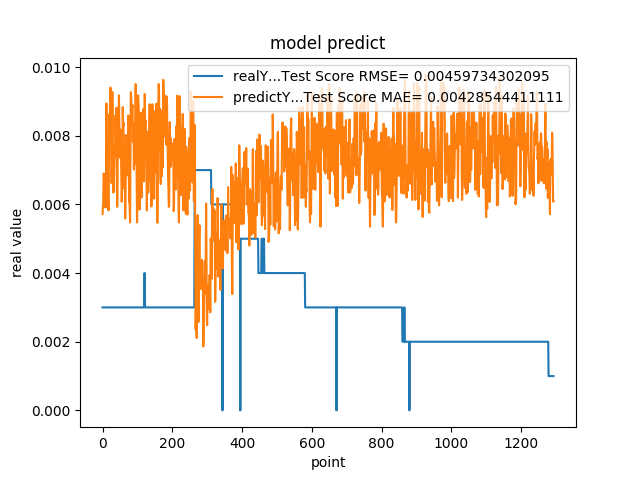 model predict
realY...Test Score RMSE= 0.00459734302095
predictY...Test Score MAE= 0.00428544411111
0.010
0.008
0.006
0.004
0.002
0.000
real value
0 200 400 600 800 1000 1200
point